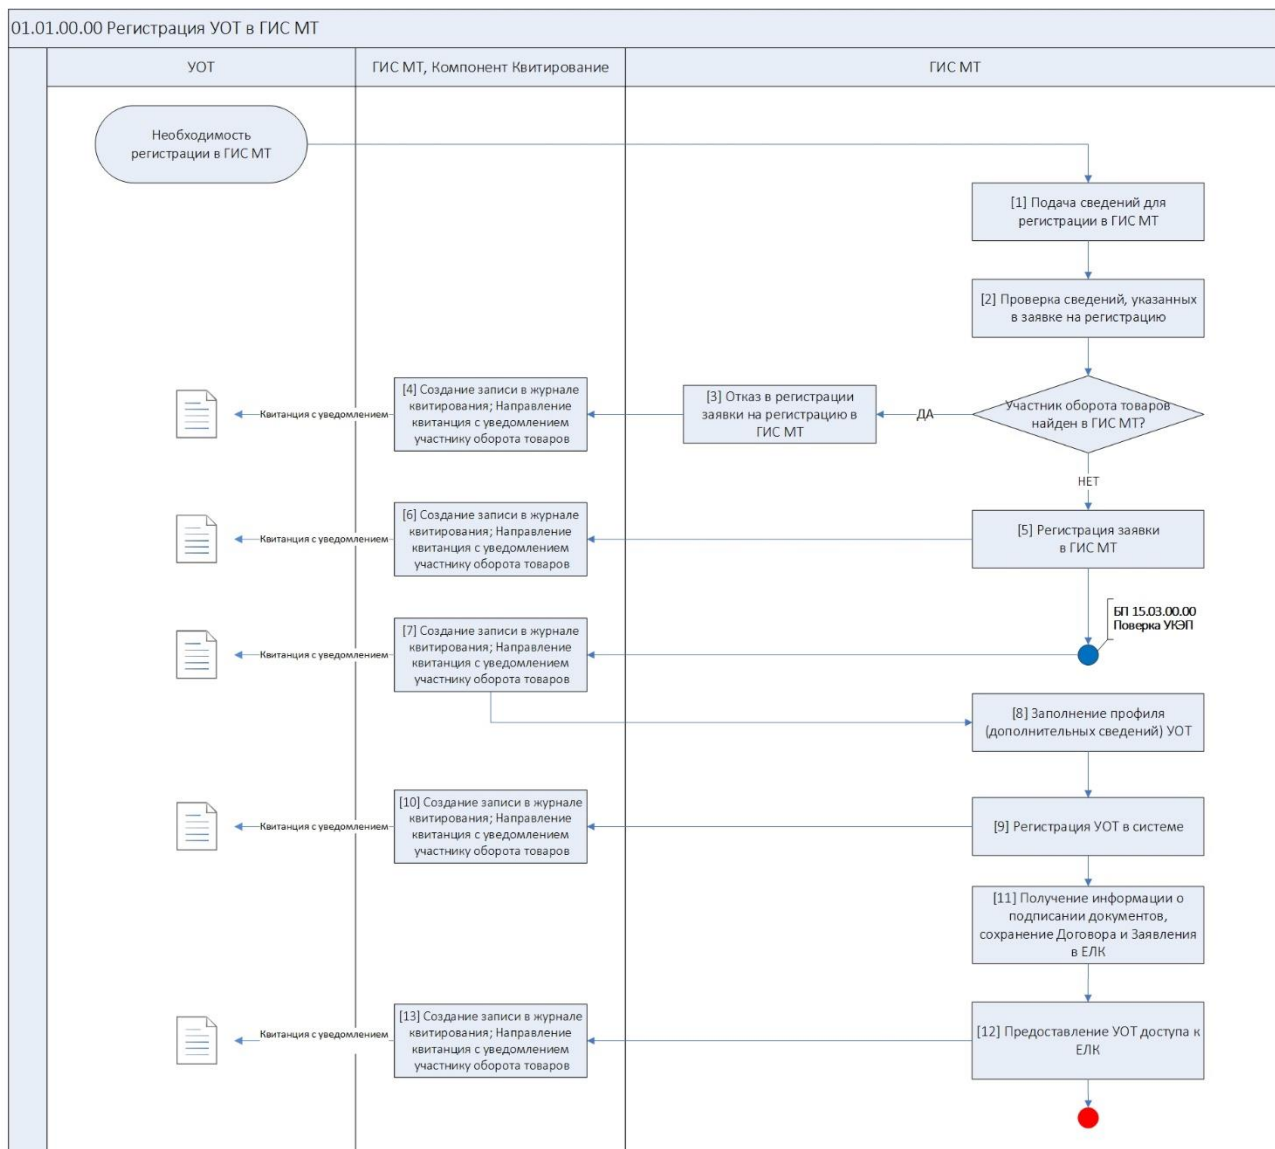 01.01.00.00 Регистрация УОТ в ГИС МТ
УОТ
ГИС МТ, Компонент Квитирование
ГИС МТ
Необходимость
регистрации в ГИС МТ
[1] Подача сведений для
регистрации в ГИС МТ
[2] Проверка сведений, указанных
в заявке на регистрацию
Участник оборота товаров
найден в ГИС МТ?
ДА
[3] Отказ в регистрации
заявки на регистрацию в
ГИС МТ
[4] Создание записи в журнале
квитирования; Направление
квитанция с уведомлением
участнику оборота товаров
Квитанция с уведомлением
НЕТ
[5] Регистрация заявки
в ГИС МТ
[6] Создание записи в журнале
квитирования; Направление
квитанция с уведомлением
участнику оборота товаров
Квитанция с уведомлением
БП 15.03.00.00
Поверка УКЭП
[7] Создание записи в журнале
квитирования; Направление
квитанция с уведомлением
участнику оборота товаров
Квитанция с уведомлением
[8] Заполнение профиля
(дополнительных сведений) УОТ
[9] Регистрация УОТ в системе
[10] Создание записи в журнале
квитирования; Направление
квитанция с уведомлением
участнику оборота товаров
Квитанция с уведомлением
[11] Получение информации о
подписании документов,
сохранение Договора и Заявления
в ЕЛК
[12] Предоставление УОТ доступа к
ЕЛК
[13] Создание записи в журнале
квитирования; Направление
квитанция с уведомлением
участнику оборота товаров
Квитанция с уведомлением